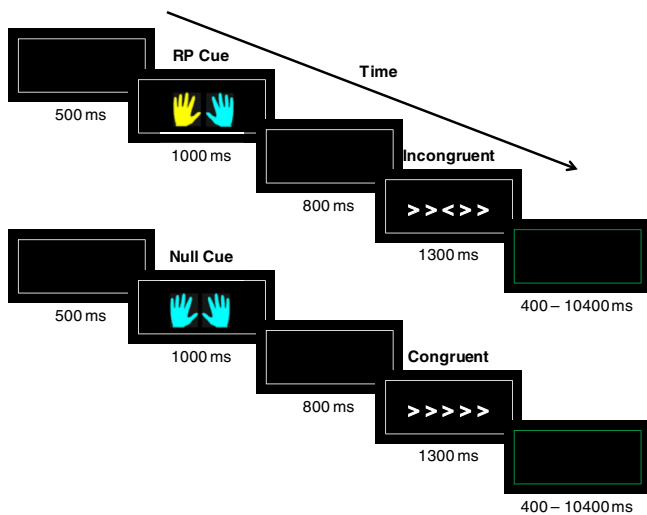 RP Cue
Time
500 ms
1000 ms
Incongruent
800 ms
> > < > >
1300 ms
400 – 10400 ms
Null Cue
500 ms
1000 ms
Congruent
800 ms
> > > > >
1300 ms
400 – 10400 ms